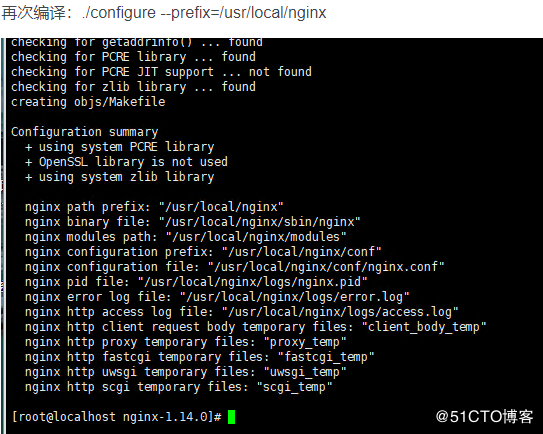 再次编译：./configure --prefix=/usr/local/nginx
checking for getaddrinfo() ... found
checking for PCRE library ... found
checking for PCRE JIT support ... not found
checking for zlib library ... found
creating objs/Makefile
Configuration summary
+ using system PCRE library
+ OpenSSL library is not used
+ using system zlib library
nginx path prefix: "/usr/local/nginx"
nginx binary file: "/usr/local/nginx/sbin/nginx"
nginx modules path: "/usr/local/nginx/modules"
nginx configuration prefix: "/usr/local/nginx/conf"
nginx configuration file: "/usr/local/nginx/conf/nginx.conf"
nginx pid file: "/usr/local/nginx/logs/nginx.pid"
nginx error log file: "/usr/local/nginx/logs/error.log"
nginx http access log file: "/usr/local/nginx/logs/access.log"
nginx http client request body temporary files: "client_body_temp"
nginx http proxy temporary files: "proxy_temp"
nginx http fastcgi temporary files: "fastcgi_temp"
nginx http uwsgi temporary files: "uwsgi_temp"
nginx http scgi temporary files: "scgi_temp"
[root@localhost nginx-1.14.0]#
@51CTO博客